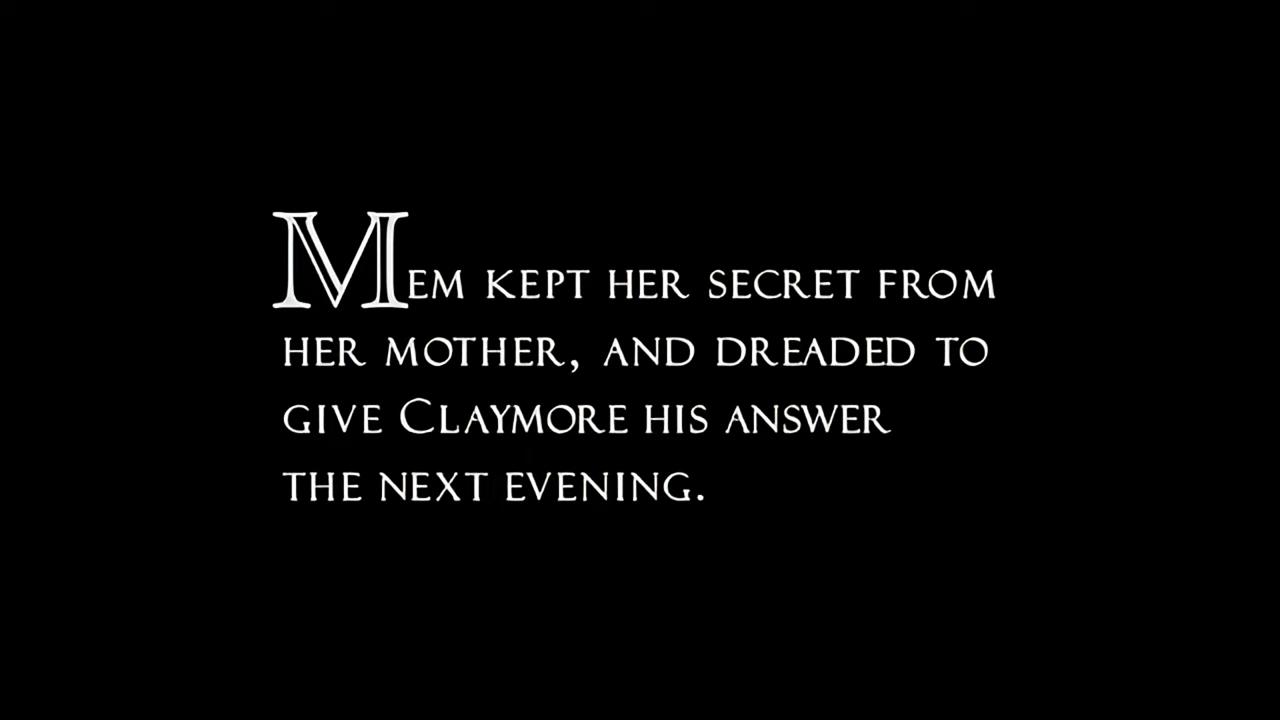 Mem kept her secret from
her mother, and dreaded to
give Claymore his answer
the next evening.